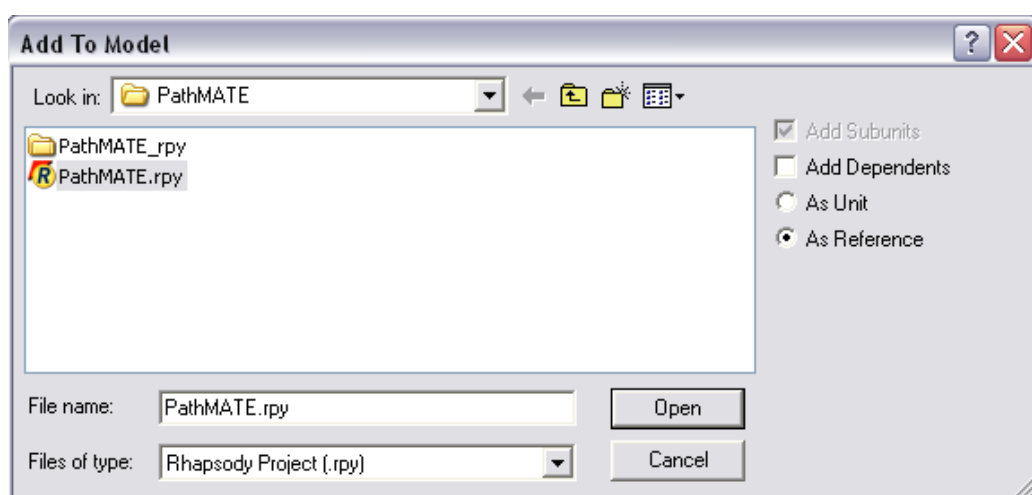 Add To Model
Look in: PathMATE
PathMATE_rpy
PathMATE.rpy
Add Subunits
Add Dependents
As Unit
As Reference
File name: PathMATE.rpy Open
Files of type: Rhapsody Project (.rpy) Cancel